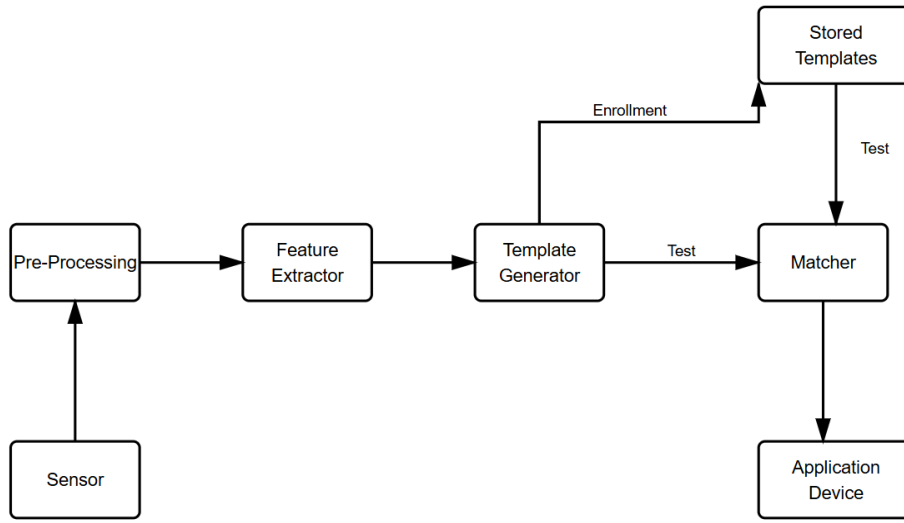 Stored
Templates
Enrollment
Test
Pre-Processing
Feature
Extractor
Template
Generator
Test
Matcher
Sensor
Application
Device